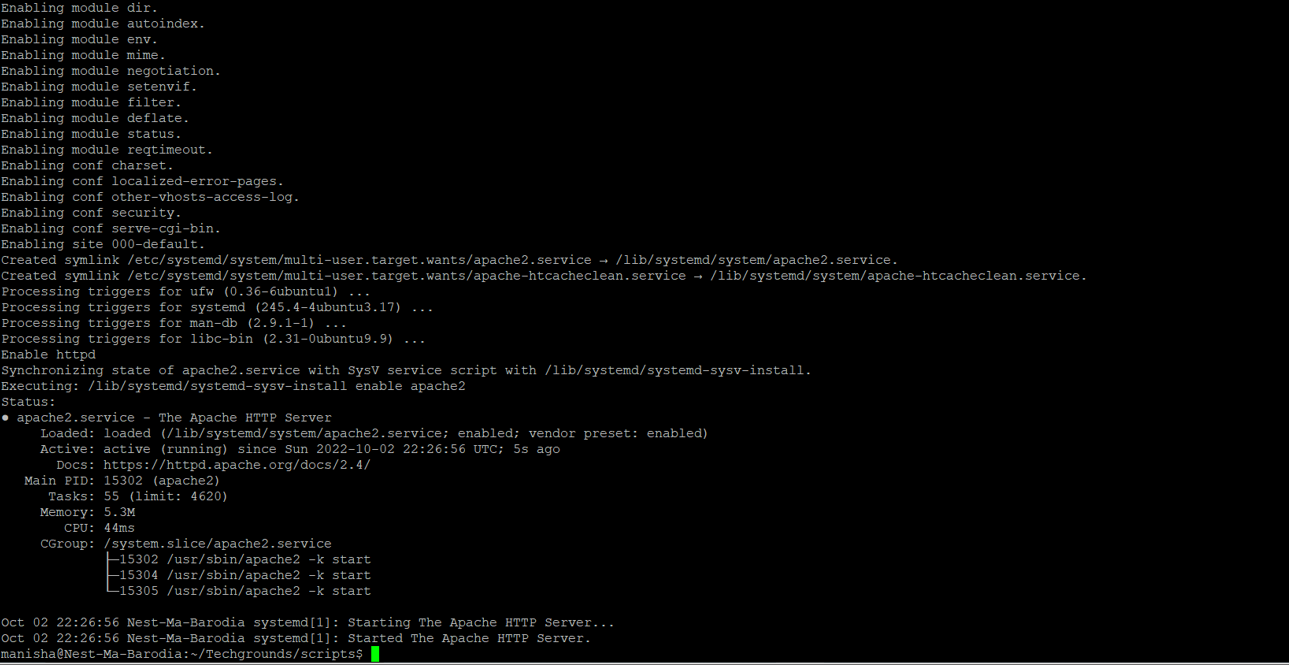 Enabling module dir.
Enabling module autoindex.
Enabling module env.
Enabling module mime.
Enabling module negotiation.
Enabling module setenvif.
Enabling module filter.
Enabling module deflate.
Enabling module status.
Enabling module reqtimeout.
Enabling conf charset.
Enabling conf localized-error-pages.
Enabling conf other-vhosts-access-log.
Enabling conf security.
Enabling conf serve-cgi-bin.
Enabling site 000-default.
Created symlink /etc/systemd/system/multi-user.target.wants/apache2.service → /lib/systemd/system/apache2.service.
Created symlink /etc/systemd/system/multi-user.target.wants/apache-htcacheclean.service → /lib/systemd/system/apache-htcacheclean.service.
Processing triggers for ufw (0.36-6ubuntu1) ...
Processing triggers for systemd (245.4-4ubuntu3.17) ...
Processing triggers for man-db (2.9.1-1) ...
Processing triggers for libc-bin (2.31-0ubuntu9.9) ...
Enable httpd
Synchronizing state of apache2.service with SysV service script with /lib/systemd/systemd-sysv-install.
Executing: /lib/systemd/systemd-sysv-install enable apache2
Status:
● apache2.service - The Apache HTTP Server
     Loaded: loaded (/lib/systemd/system/apache2.service; enabled; vendor preset: enabled)
     Active: active (running) since Sun 2022-10-02 22:26:56 UTC; 5s ago
       Docs: https://httpd.apache.org/docs/2.4/
   Main PID: 15302 (apache2)
      Tasks: 55 (limit: 4620)
     Memory: 5.3M
        CPU: 44ms
     CGroup: /system.slice/apache2.service
             ├─15302 /usr/sbin/apache2 -k start
             ├─15304 /usr/sbin/apache2 -k start
             └─15305 /usr/sbin/apache2 -k start

Oct 02 22:26:56 Nest-Ma-Barodia systemd[1]: Starting The Apache HTTP Server...
Oct 02 22:26:56 Nest-Ma-Barodia systemd[1]: Started The Apache HTTP Server.
manisha@Nest-Ma-Barodia:~/Techgrounds/scripts$